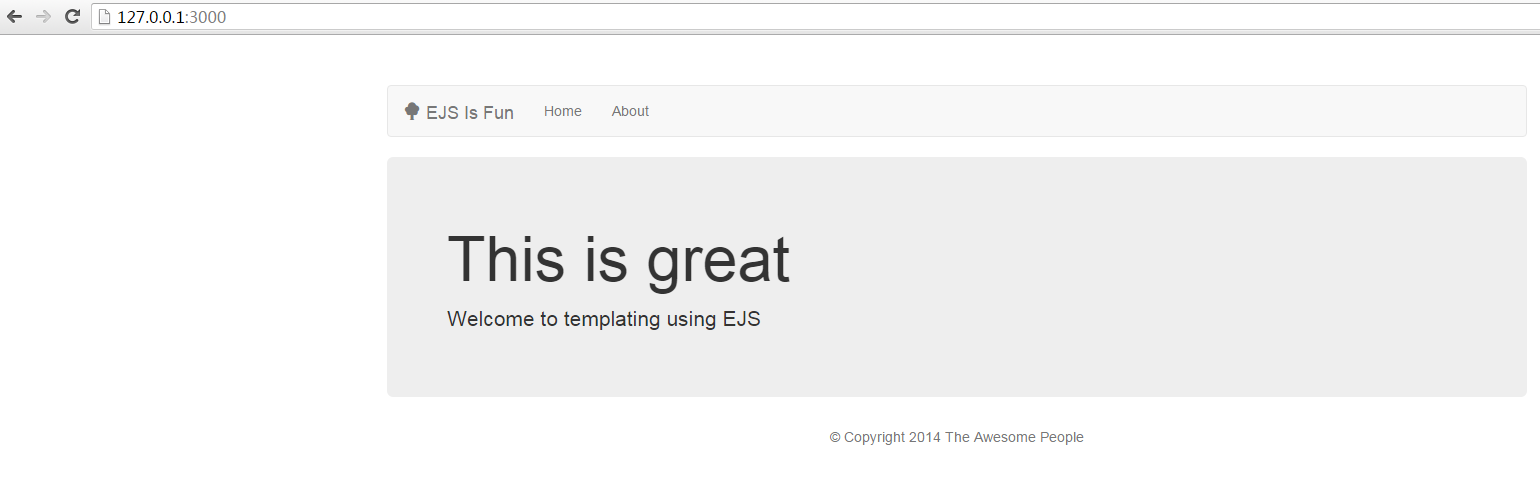 127.0.0.1:3000
EJS Is Fun Home About
This is great
Welcome to templating using EJS
© Copyright 2014 The Awesome People